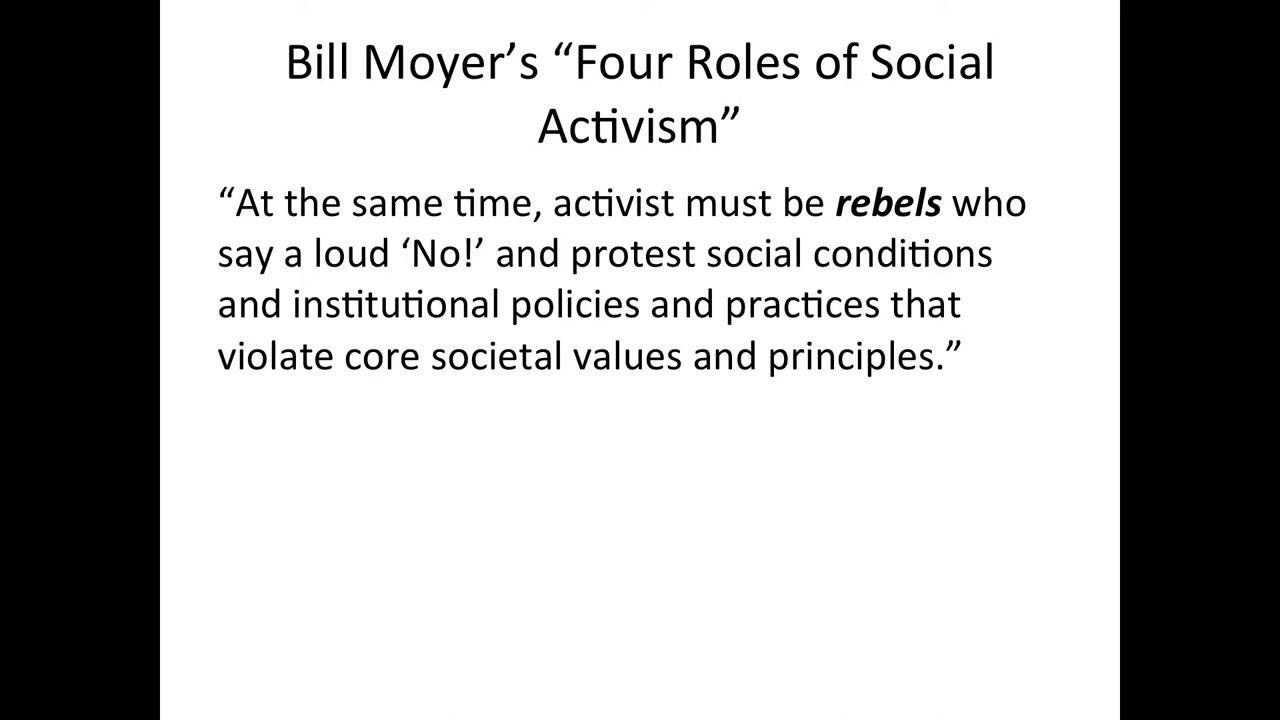 Bill Moyer’s “Four Roles of Social
Activism”
“At the same time, activist must be rebels who
say a loud ‘No!’ and protest social conditions
and institutional policies and practices that
violate core societal values and principles.”